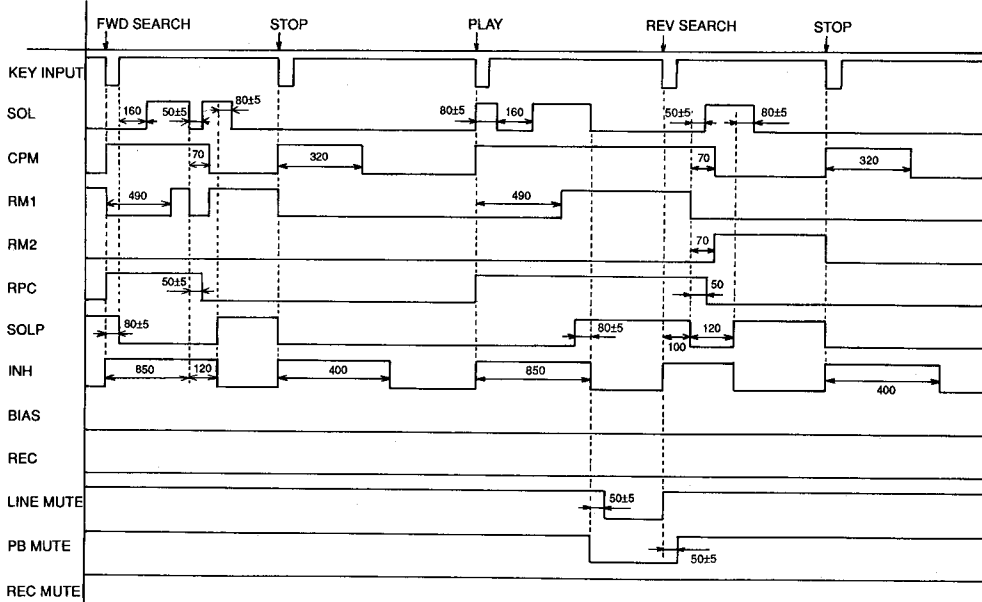 FWD SEARCH STOP PLAY REV SEARCH STOP
KEY INPUT
SOL 160 50±5 80±5 80±5 160 50±5 80±5
CPM 70 320 70 320
RM1 490 490
RM2 70
RPC 50±5 50
SOLP 80±5 80±5 100 120
INH 850 120 400 850 400
BIAS
REC
LINE MUTE 50±5
PB MUTE 50±5
REC MUTE